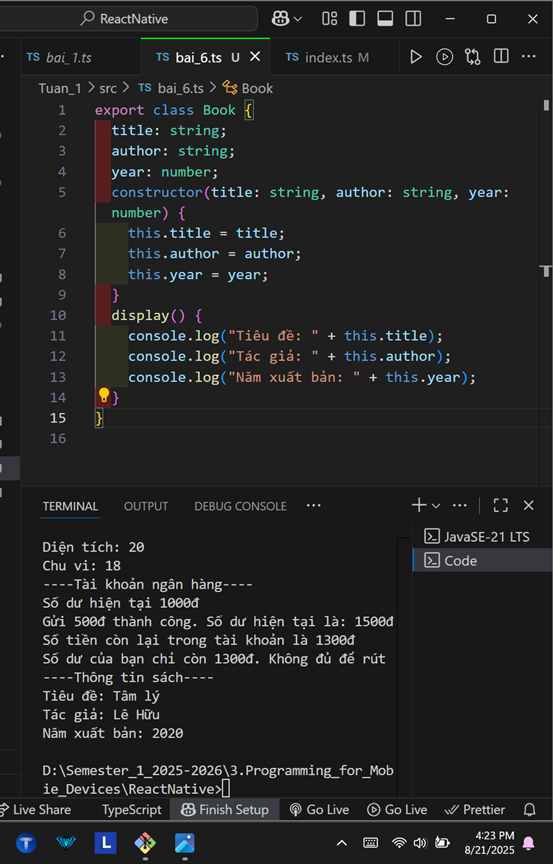 ReactNative
TS bai_1.ts
TS bai_6.ts U
TS index.ts M
Tuan_1 > src > TS bai_6.ts > Book
1 export class Book {
2 title: string;
3 author: string;
4 year: number;
5 constructor(title: string, author: string, year:
number) {
6 this.title = title;
7 this.author = author;
8 this.year = year;
9 }
10 display() {
11 console.log("Tiêu đề: " + this.title);
12 console.log("Tác giả: " + this.author);
13 console.log("Năm xuất bản: " + this.year);
14 }
15 }
16
TERMINAL OUTPUT DEBUG CONSOLE
JavaSE-21 LTS
Code
Diện tích: 20
Chu vi: 18
----Tài khoản ngân hàng----
Số dư hiện tại 1000đ
Gửi 500đ thành công. Số dư hiện tại là: 1500đ
Số tiền còn lại trong tài khoản là 1300đ
Số dư của bạn chỉ còn 1300đ. Không đủ để rút
----Thông tin sách----
Tiêu đề: Tâm lý
Tác giả: Lê Hữu
Năm xuất bản: 2020
D:\Semester_1_2025-2026\3.Programming_for_Mob
ie_Devices\ReactNative>
Live Share TypeScript Finish Setup Go Live Go Live Prettier
T L
4:23 PM
8/21/2025